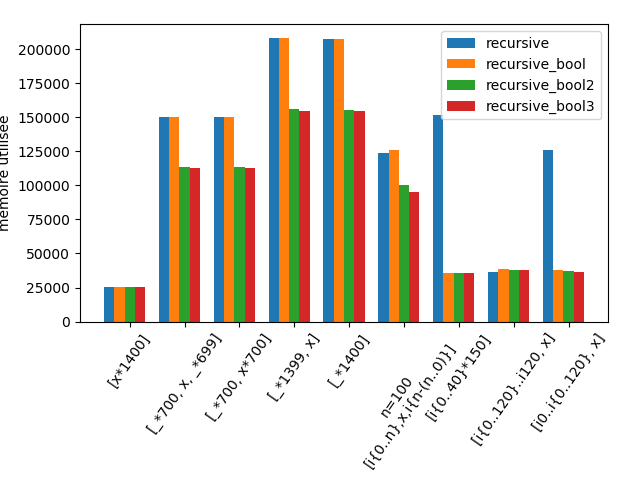 recursive
recursive_bool
recursive_bool2
recursive_bool3
mémoire utilisée
200000
175000
150000
125000
100000
75000
50000
25000
0
[x*1400]
[_*700, x, _*699]
[_*700, x*700]
[_*1399, x]
[_*1400]
n=100
[i{0..n},x,i{n-(n..0)}]
[i{0..40}*150]
[i{0..120}..i120, x]
[i0..i{0..120}, x]